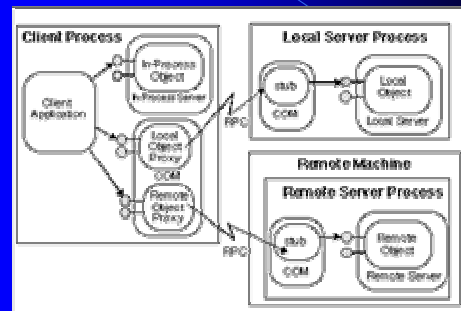 Client Process
In-Process
Object
In-Process Server
Client
Application
Local
Object
Proxy
COM
Remote
Object
Proxy
RPC
RPC
Local Server Process
stub
COM
Local
Object
Local Server
Remote Machine
Remote Server Process
stub
COM
Remote
Object
Remote Server